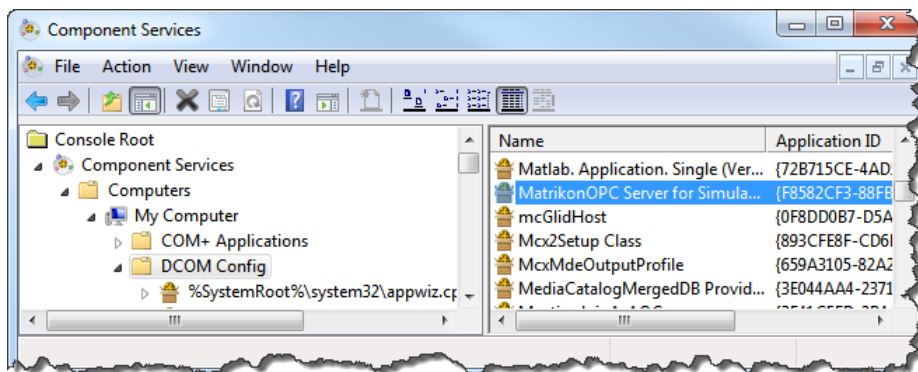 Component Services
File Action View Window Help
Console Root
Component Services
Computers
My Computer
COM+ Applications
DCOM Config
%SystemRoot%\system32\appwiz.cp
Name Application ID
Matlab. Application. Single (Ver... {72B715CE-4AD
MatrikonOPC Server for Simula... {F8582CF3-88FB
mcGlidHost {0F8DD0B7-D5A
Mcx2Setup Class {893CFE8F-CD6
McxMdeOutputProfile {659A3105-82A2
MediaCatalogMergedDB Provid... {3E044AA4-2371